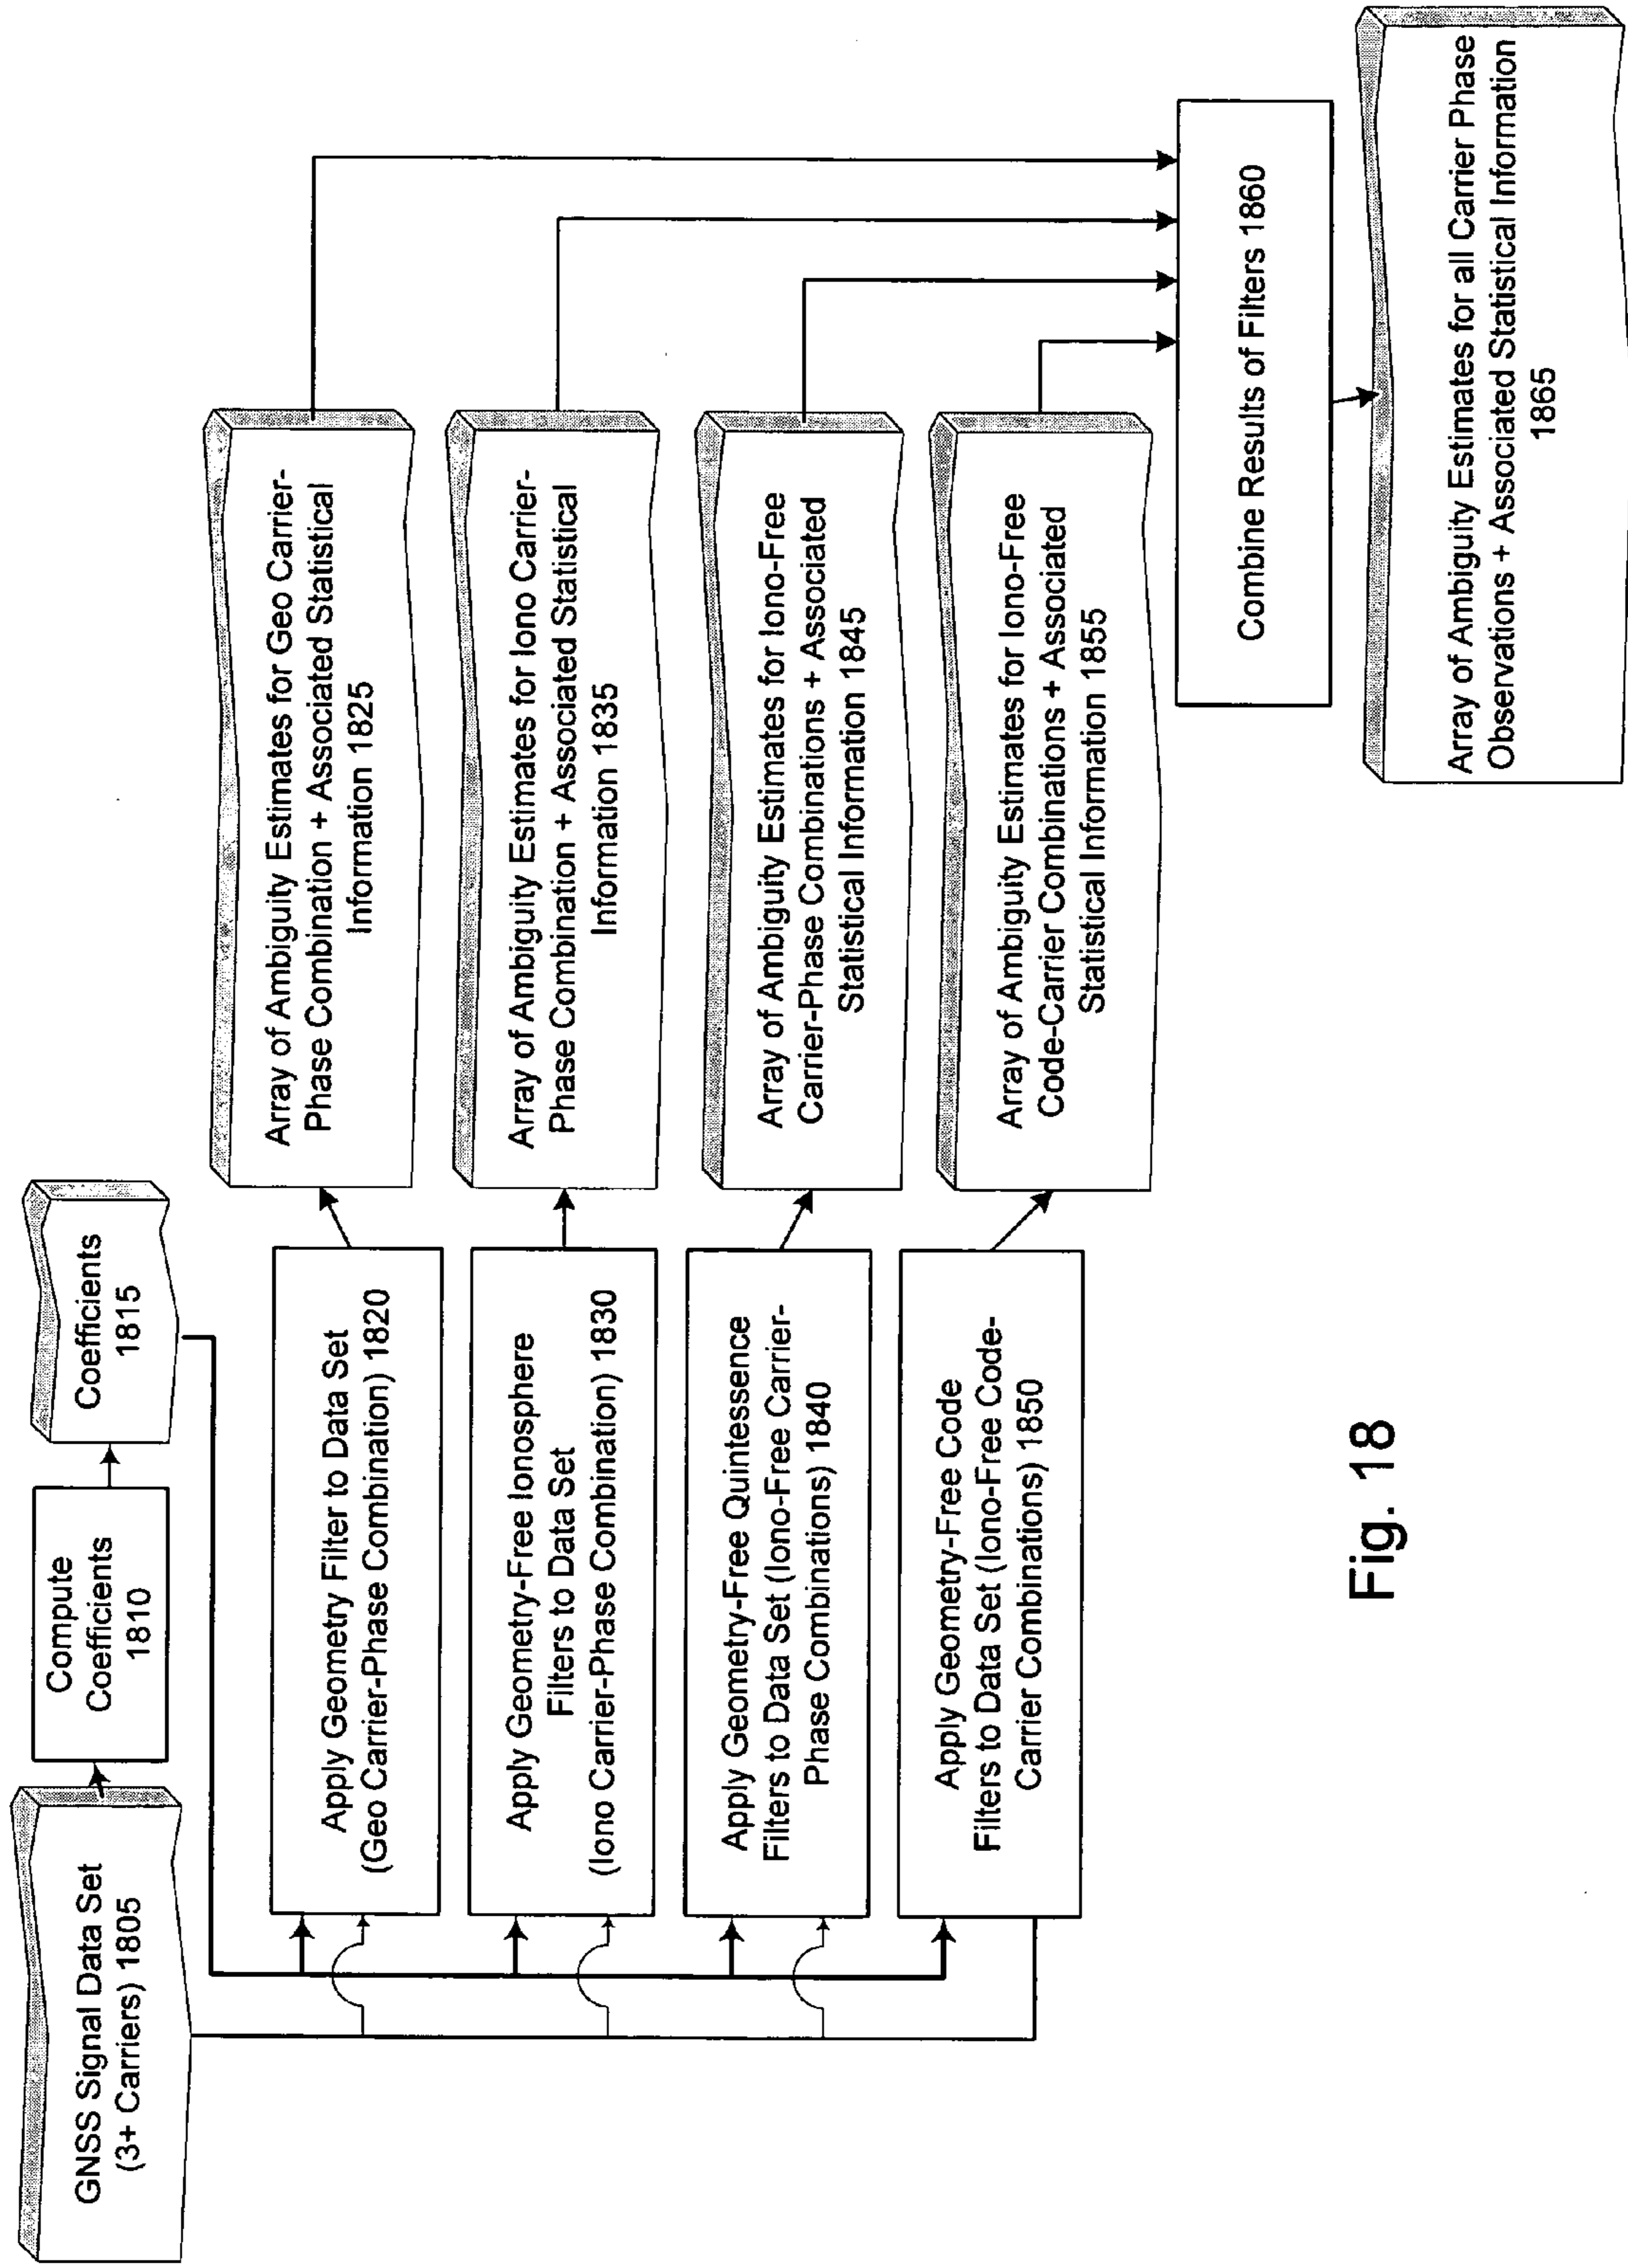 GNSS Signal Data Set
(3+ Carriers) 1805
Compute
Coefficients
1810
Coefficients
1815
Apply Geometry Filter to Data Set
(Geo Carrier-Phase Combination) 1820
Array of Ambiguity Estimates for Geo Carrier-
Phase Combination + Associated Statistical
Information 1825
Apply Geometry-Free Ionosphere
Filters to Data Set
(Iono Carrier-Phase Combination) 1830
Array of Ambiguity Estimates for Iono Carrier-
Phase Combination + Associated Statistical
Information 1835
Apply Geometry-Free Quintessence
Filters to Data Set (Iono-Free Carrier-
Phase Combinations) 1840
Array of Ambiguity Estimates for Iono-Free
Carrier-Phase Combinations + Associated
Statistical Information 1845
Apply Geometry-Free Code
Filters to Data Set (Iono-Free Code-
Carrier Combinations) 1850
Array of Ambiguity Estimates for Iono-Free
Code-Carrier Combinations + Associated
Statistical Information 1855
Combine Results of Filters 1860
Array of Ambiguity Estimates for all Carrier Phase
Observations + Associated Statistical Information
1865
Fig. 18